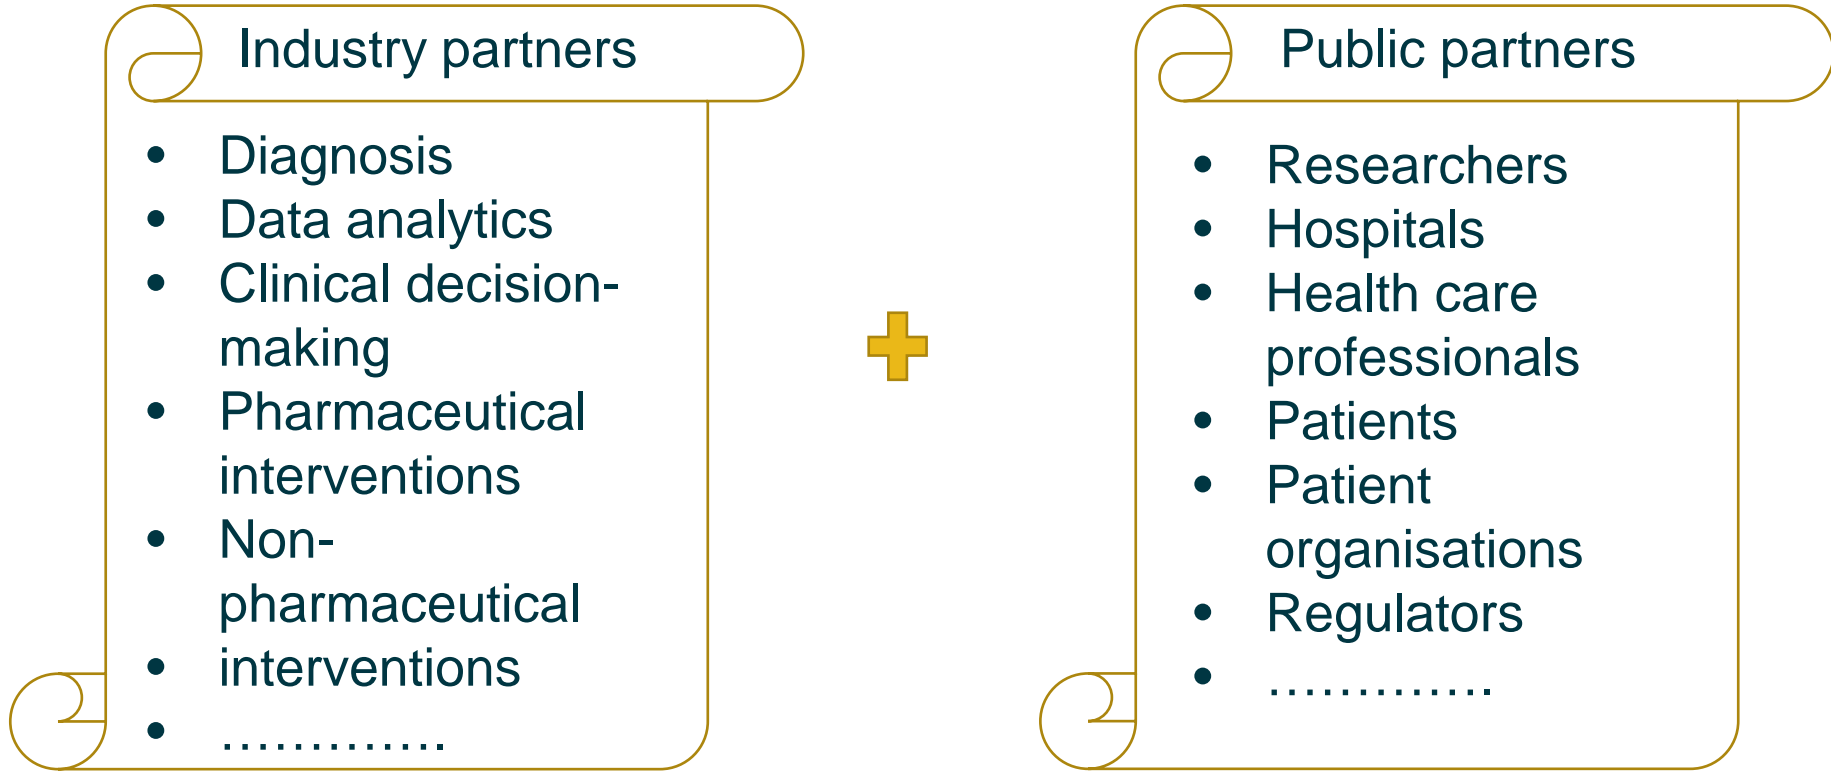 Industry partners
• Diagnosis
• Data analytics
• Clinical decision-
making
• Pharmaceutical
interventions
• Non-
pharmaceutical
• interventions
• ………….
Public partners
• Researchers
• Hospitals
• Health care
professionals
• Patients
• Patient
organisations
• Regulators
• ………….